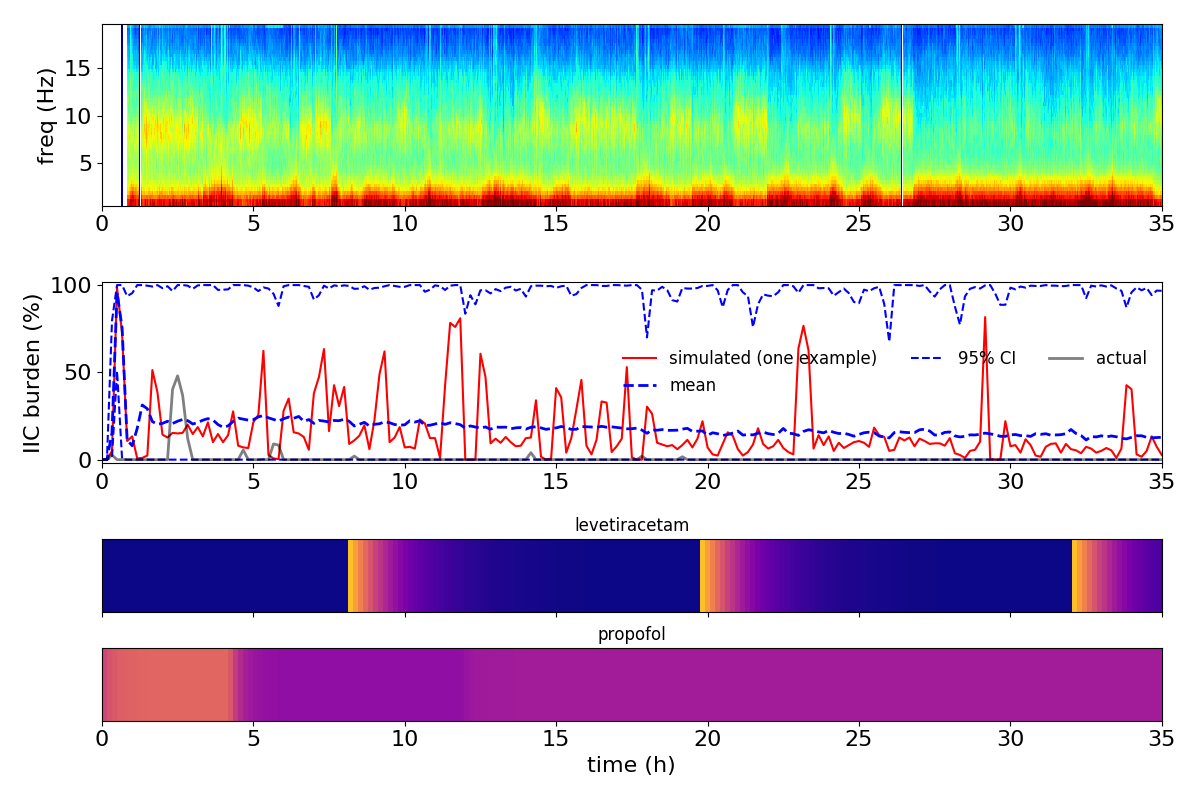 freq (Hz)
15
10
5
0 5 10 15 20 25 30 35
IIC burden (%)
100
50
0
simulated (one example) 95% CI actual
mean
0 5 10 15 20 25 30 35
levetiracetam
propofol
0 5 10 15 20 25 30 35
time (h)